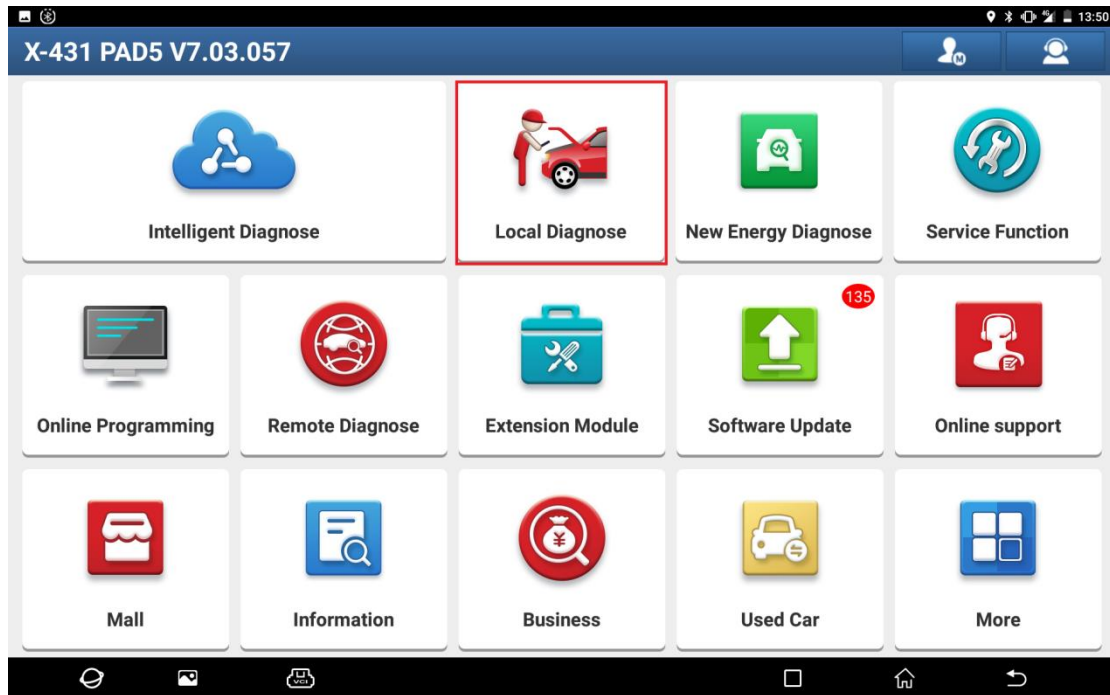 13:50
X-431 PAD5 V7.03.057
M
Intelligent Diagnose
Local Diagnose
New Energy Diagnose
Service Function
135
Online Programming
Remote Diagnose
Extension Module
Software Update
Online support
¥
Mall
Information
Business
Used Car
More
VCI